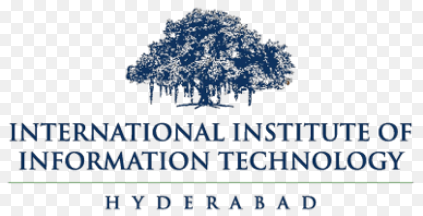 INTERNATIONAL INSTITUTE OF
INFORMATION TECHNOLOGY
HYDERABAD